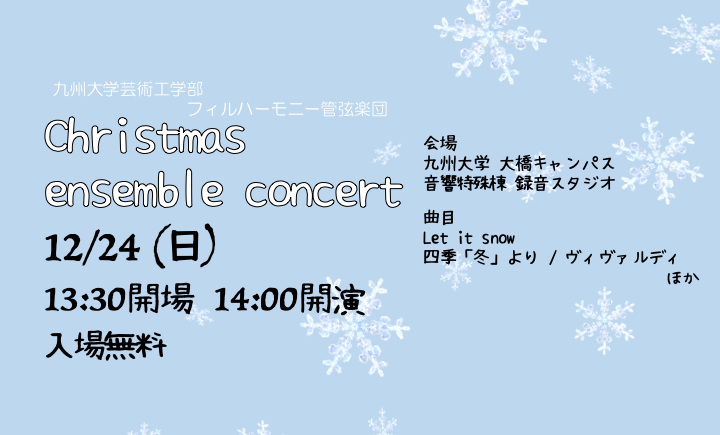 九州大学芸術工学部
フィルハーモニー管弦楽団
Christmas
ensemble concert
12/24 (日)
13:30開場 14:00開演
入場無料
会場
九州大学 大橋キャンパス
音響特殊棟 録音スタジオ
曲目
Let it snow
四季「冬」より / ヴィヴァルディ
ほか